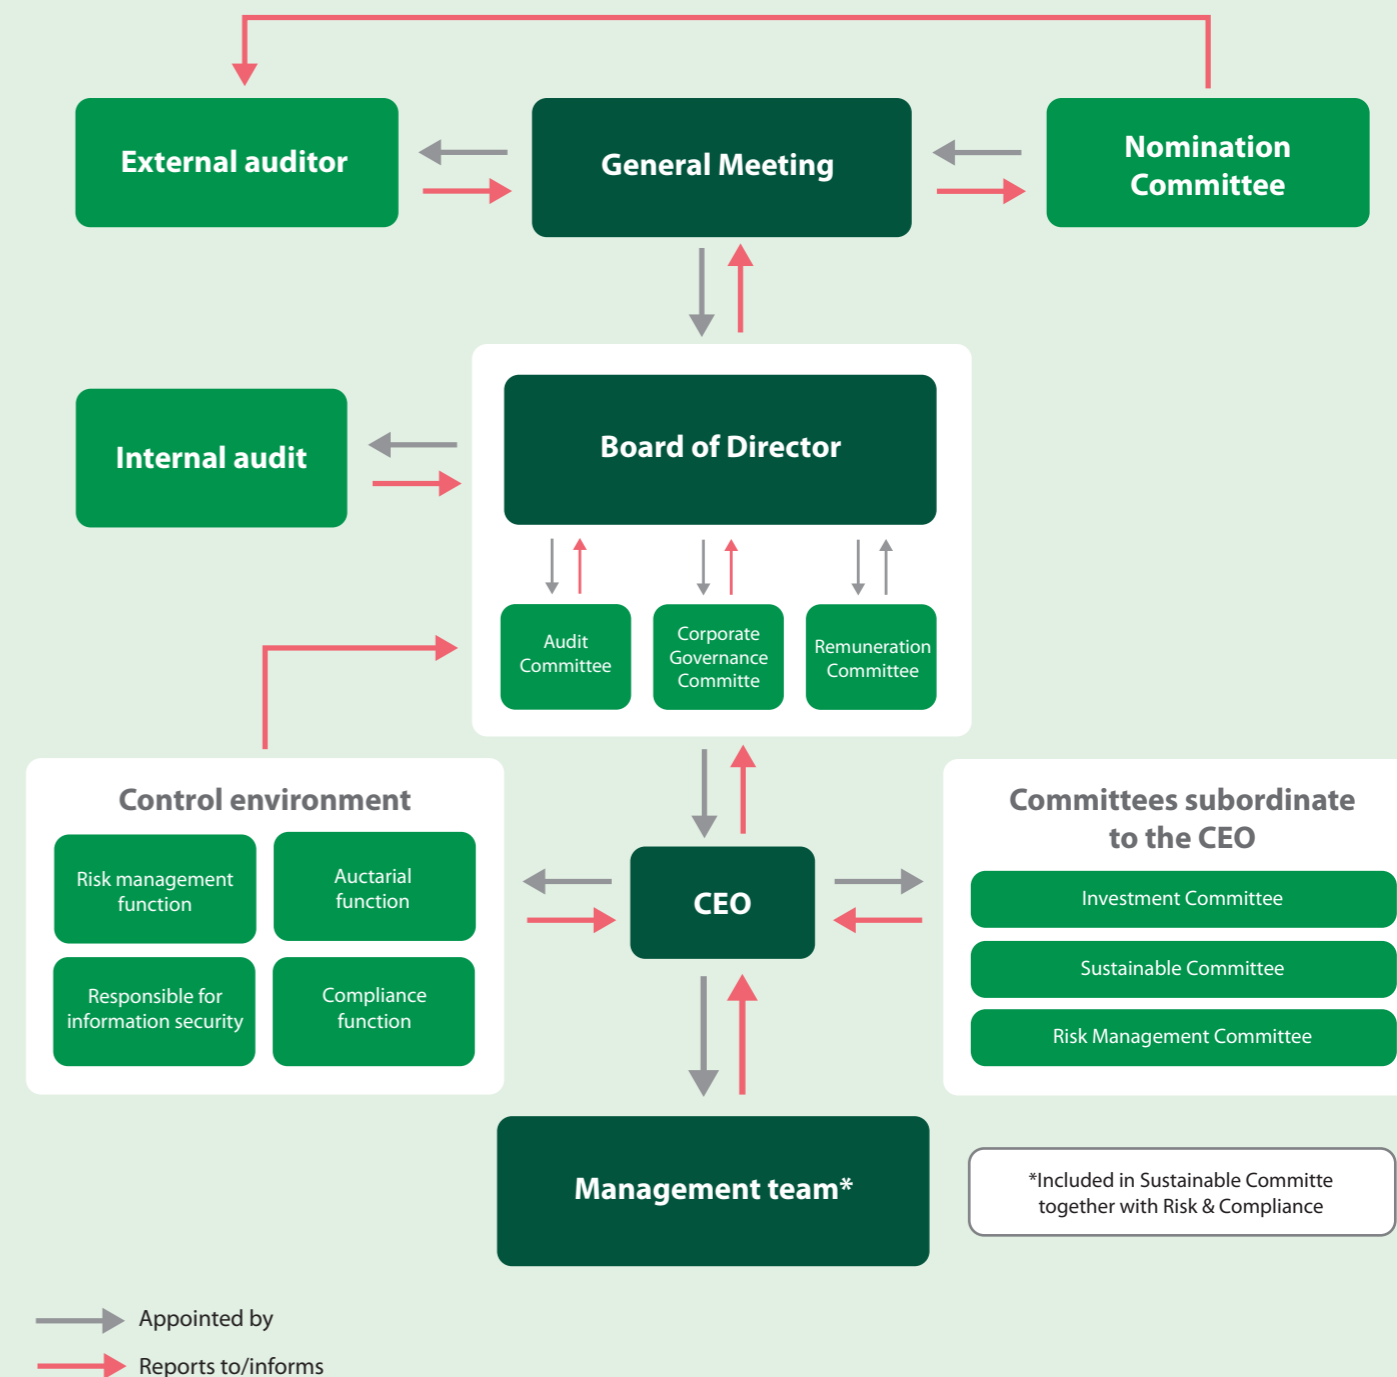 External auditor
General Meeting
Nomination
Committee
Internal audit
Board of Director
Audit
Committee
Corporate
Governance
Committe
Remuneration
Committee
Control environment
Risk management
function
Auctarial
function
Responsible for
information security
Compliance
function
CEO
Committees subordinate
to the CEO
Investment Committee
Sustainable Committee
Risk Management Committee
Management team*
*Included in Sustainable Committe
together with Risk & Compliance
Appointed by
Reports to/informs